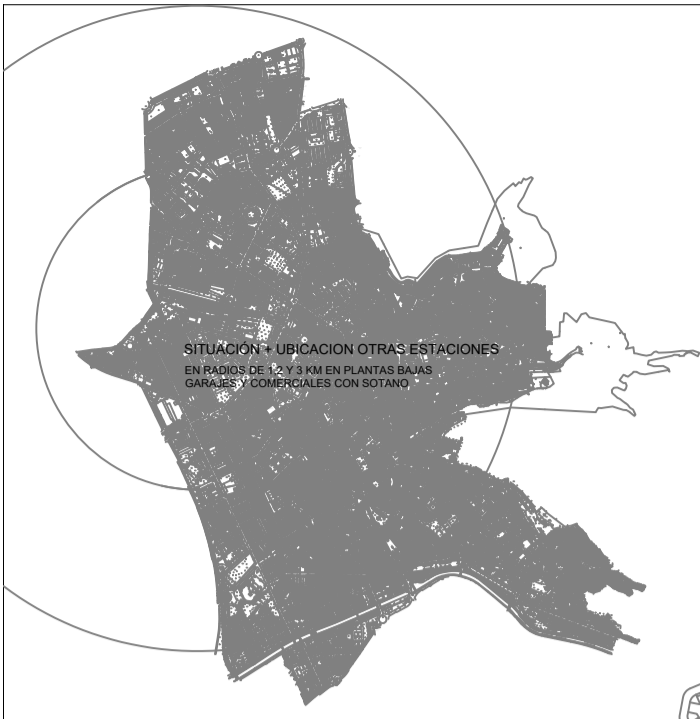 SITUACIÓN + UBICACION OTRAS ESTACIONES
EN RADIOS DE 1,2 Y 3 KM EN PLANTAS BAJAS
GARAJES Y COMERCIALES CON SOTANO